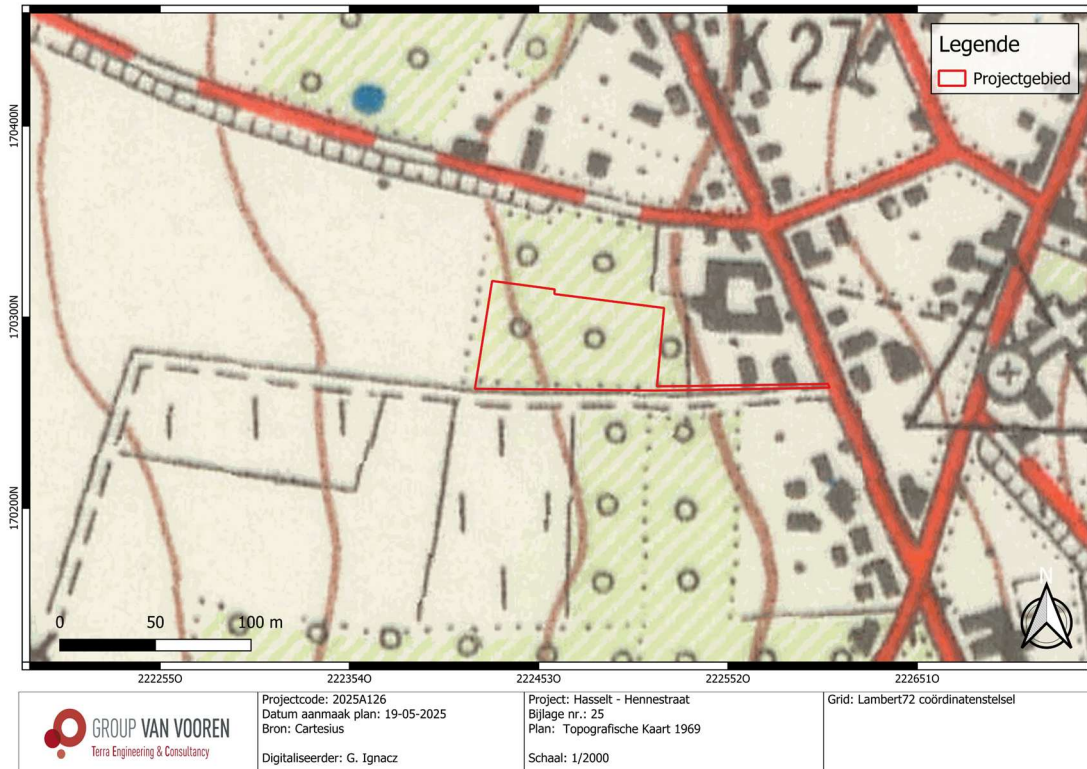 K 27
Legende
Projectgebied
170400N
170300N
170200N
0 50 100 m
N
222255O 222354O 222453O 222552O 222651O
GROUP VAN VOOREN
Terra Engineering & Consultancy
Projectcode: 2025A126
Datum aanmaak plan: 19-05-2025
Bron: Cartesius
Digitaliseerder: G. Ignacz
Project: Hasselt - Hennestraat
Bijlage nr.: 25
Plan: Topografische Kaart 1969
Schaal: 1/2000
Grid: Lambert72 coördinatenstelsel